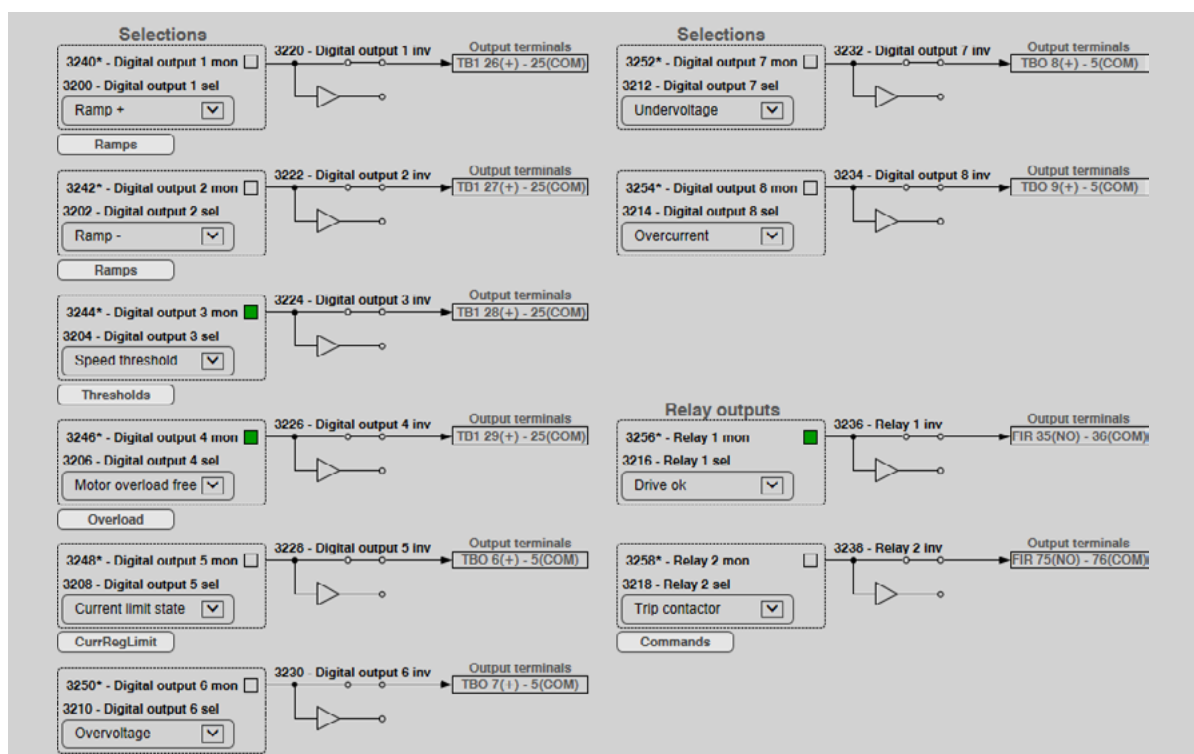 Selections
3240* - Digital output 1 mon
3220 - Digital output 1 inv
Output terminals
TB1 26(+) - 25(COM)
3200 - Digital output 1 sel
Ramp +
Ramps
3242* - Digital output 2 mon
3222 - Digital output 2 inv
Output terminals
TB1 27(+) - 25(COM)
3202 - Digital output 2 sel
Ramp -
Ramps
3244* - Digital output 3 mon
3224 - Digital output 3 inv
Output terminals
TB1 28(+) - 25(COM)
3204 - Digital output 3 sel
Speed threshold
Thresholds
3246* - Digital output 4 mon
3226 - Digital output 4 inv
Output terminals
TB1 29(+) - 25(COM)
3206 - Digital output 4 sel
Motor overload free
Overload
3248* - Digital output 5 mon
3228 - Digital output 5 inv
Output terminals
TBO 6(+) - 5(COM)
3208 - Digital output 5 sel
Current limit state
CurrRegLimit
3250* - Digital output 6 mon
3230 - Digital output 6 inv
Output terminals
TBO 7(+) - 5(COM)
3210 - Digital output 6 sel
Overvoltage
Selections
3252* - Digital output 7 mon
3232 - Digital output 7 inv
Output terminals
TBO 8(+) - 5(COM)
3212 - Digital output 7 sel
Undervoltage
3254* - Digital output 8 mon
3234 - Digital output 8 inv
Output terminals
TBO 9(+) - 5(COM)
3214 - Digital output 8 sel
Overcurrent
Relay outputs
3256* - Relay 1 mon
3236 - Relay 1 inv
Output terminals
FIR 35(NO) - 36(COM)
3216 - Relay 1 sel
Drive ok
3258* - Relay 2 mon
3238 - Relay 2 inv
Output terminals
FIR 75(NO) - 76(COM)
3218 - Relay 2 sel
Trip contactor
Commands